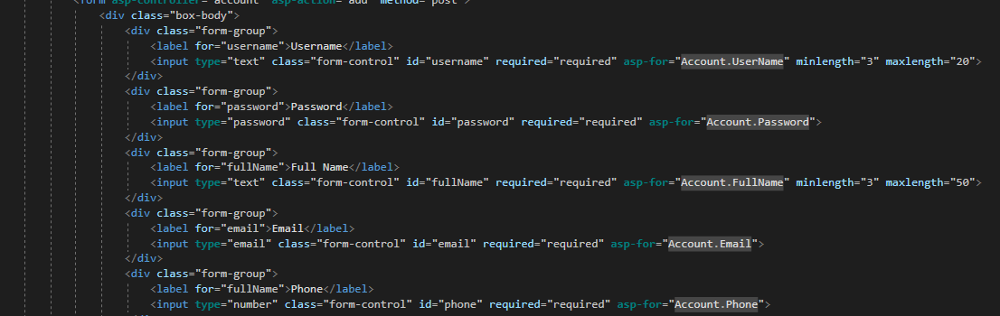 <form asp-controller="account" asp-action="add" method="post">
<div class="box-body">
<div class="form-group">
<label for="username">Username</label>
<input type="text" class="form-control" id="username" required="required" asp-for="Account.UserName" minlength="3" maxlength="20">
</div>
<div class="form-group">
<label for="password">Password</label>
<input type="password" class="form-control" id="password" required="required" asp-for="Account.Password">
</div>
<div class="form-group">
<label for="fullName">Full Name</label>
<input type="text" class="form-control" id="fullName" required="required" asp-for="Account.FullName" minlength="3" maxlength="50">
</div>
<div class="form-group">
<label for="email">Email</label>
<input type="email" class="form-control" id="email" required="required" asp-for="Account.Email">
</div>
<div class="form-group">
<label for="fullName">Phone</label>
<input type="number" class="form-control" id="phone" required="required" asp-for="Account.Phone">